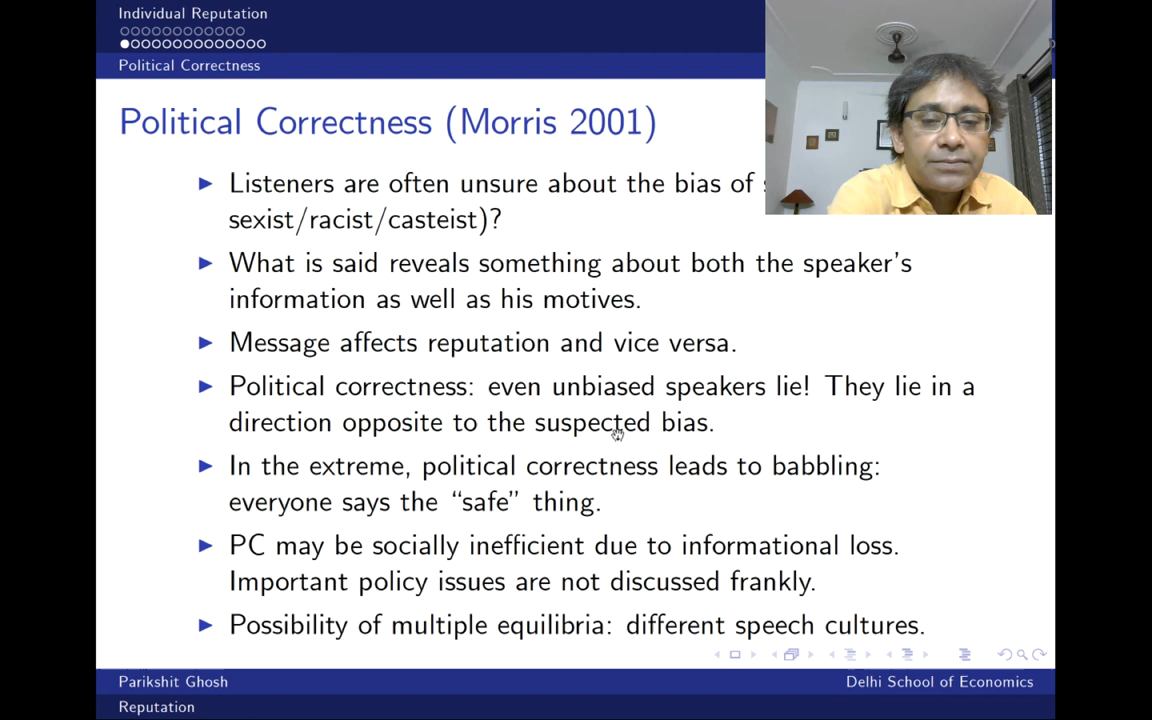 Individual Reputation
Political Correctness
Political Correctness (Morris 2001)
Listeners are often unsure about the bias of
sexist/racist/casteist)?
What is said reveals something about both the speaker's
information as well as his motives.
Message affects reputation and vice versa.
Political correctness: even unbiased speakers lie! They lie in a
direction opposite to the suspected bias.
In the extreme, political correctness leads to babbling:
everyone says the “safe” thing.
PC may be socially inefficient due to informational loss.
Important policy issues are not discussed frankly.
Possibility of multiple equilibria: different speech cultures.
Parikshit Ghosh
Delhi School of Economics
Reputation